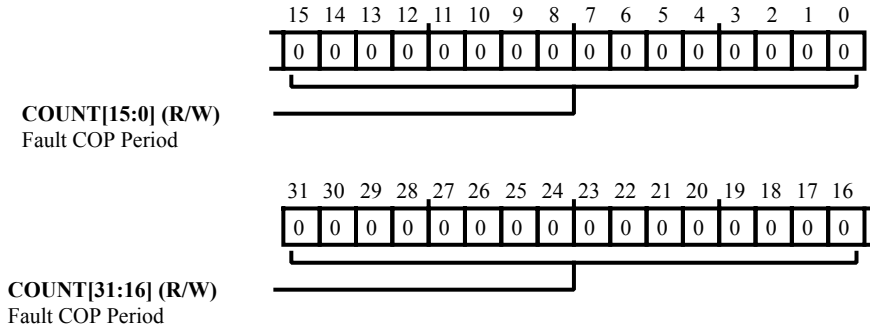 15 14 13 12 11 10 9 8 7 6 5 4 3 2 1 0
0 0 0 0 0 0 0 0 0 0 0 0 0 0 0 0
COUNT[15:0] (R/W)
Fault COP Period
31 30 29 28 27 26 25 24 23 22 21 20 19 18 17 16
0 0 0 0 0 0 0 0 0 0 0 0 0 0 0 0
COUNT[31:16] (R/W)
Fault COP Period